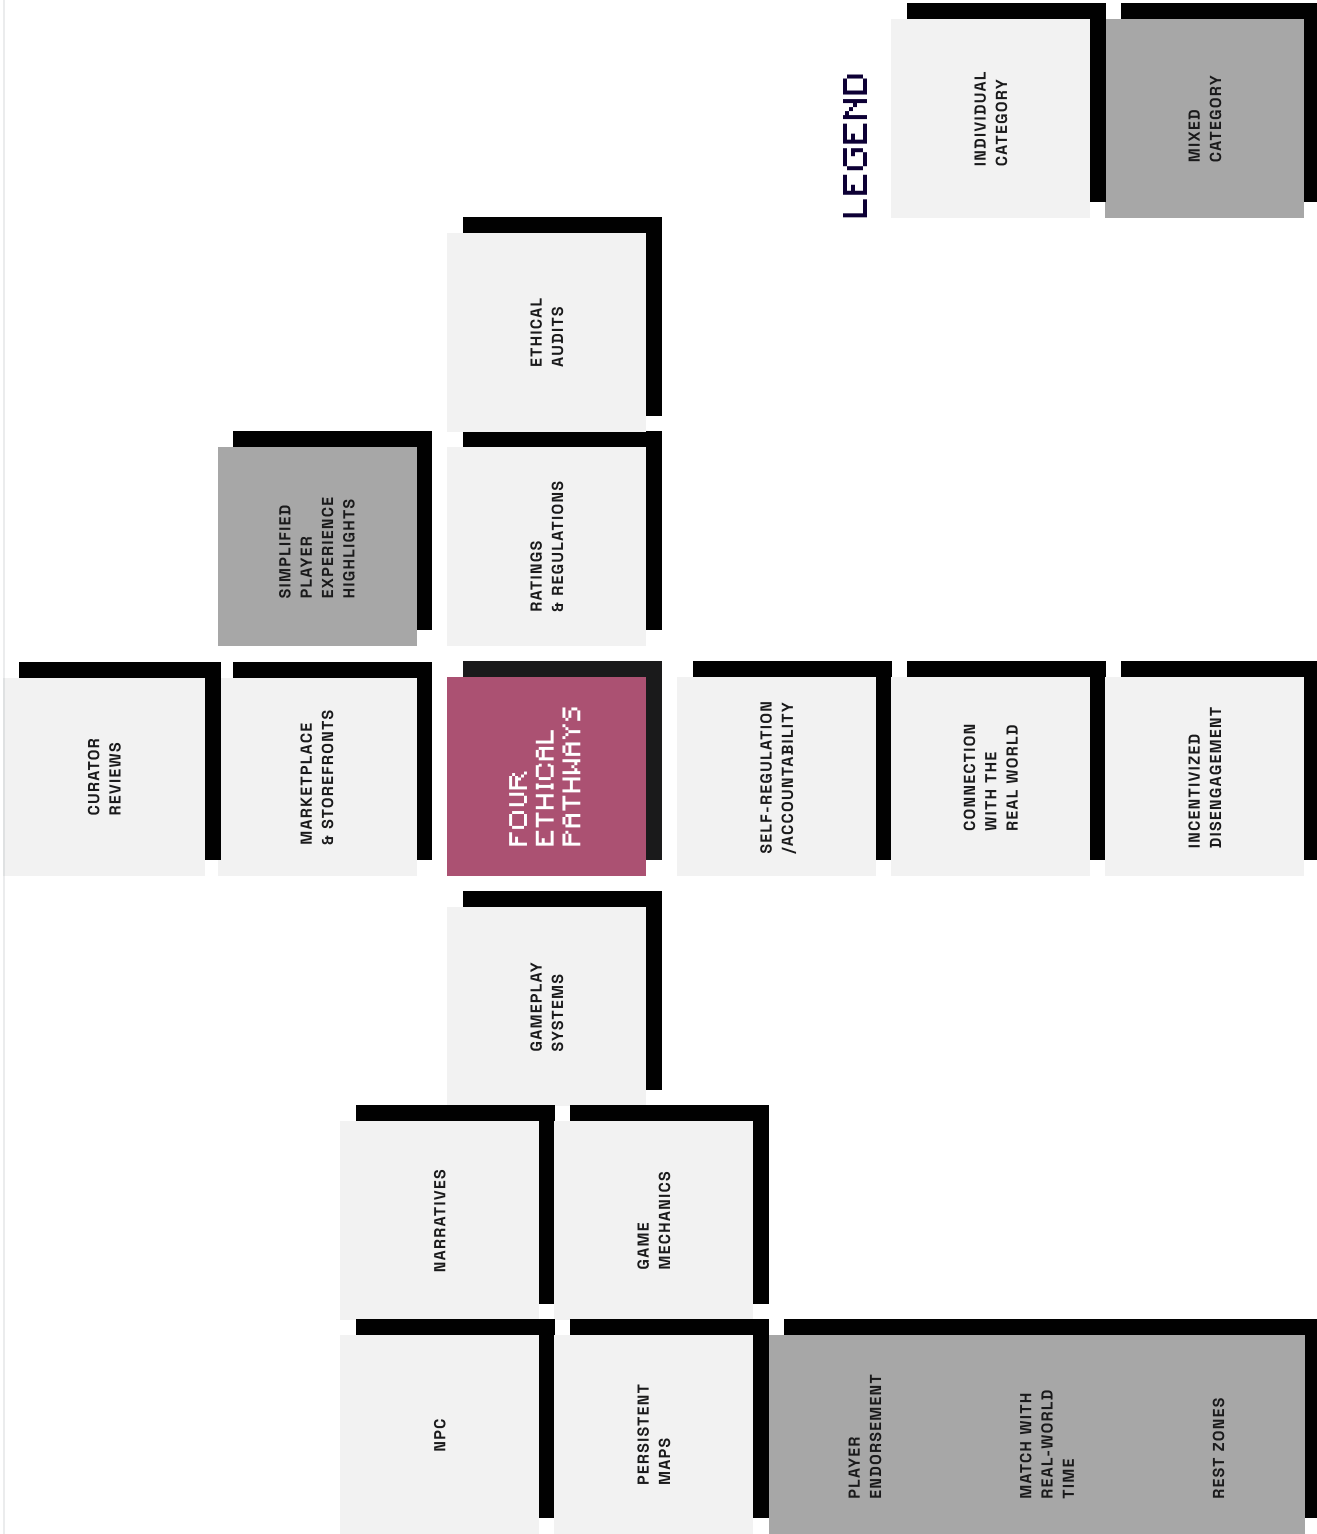 CURATOR
REVIEWS
MARKETPLACE
& STOREFRONTS
SIMPLIFIED
PLAYER
EXPERIENCE
HIGHLIGHTS
NPC
NARRATIVES
PERSISTENT
MAPS
GAME
MECHANICS
GAMEPLAY
SYSTEMS
FOUR
ETHICAL
PATHWAYS
RATINGS
& REGULATIONS
ETHICAL
AUDITS
PLAYER
ENDORSEMENT
MATCH WITH
REAL-WORLD
TIME
REST ZONES
SELF-REGULATION
/ACCOUNTABILITY
CONNECTION
WITH THE
REAL WORLD
INCENTIVIZED
DISENGAGEMENT
LEGEND
INDIVIDUAL
CATEGORY
MIXED
CATEGORY